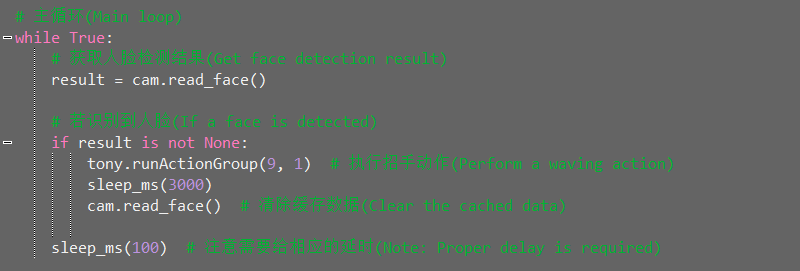 # 主循环(Main loop)
while True:
    # 获取人脸检测结果(Get face detection result)
    result = cam.read_face()
    # 若识别到人脸(If a face is detected)
    if result is not None:
        tony.runActionGroup(9, 1)  # 执行招手动作(Perform a waving action)
        sleep_ms(3000)
        cam.read_face()  # 清除缓存数据(Clear the cached data)
    sleep_ms(100)  # 注意需要给相应的延时(Note: Proper delay is required)